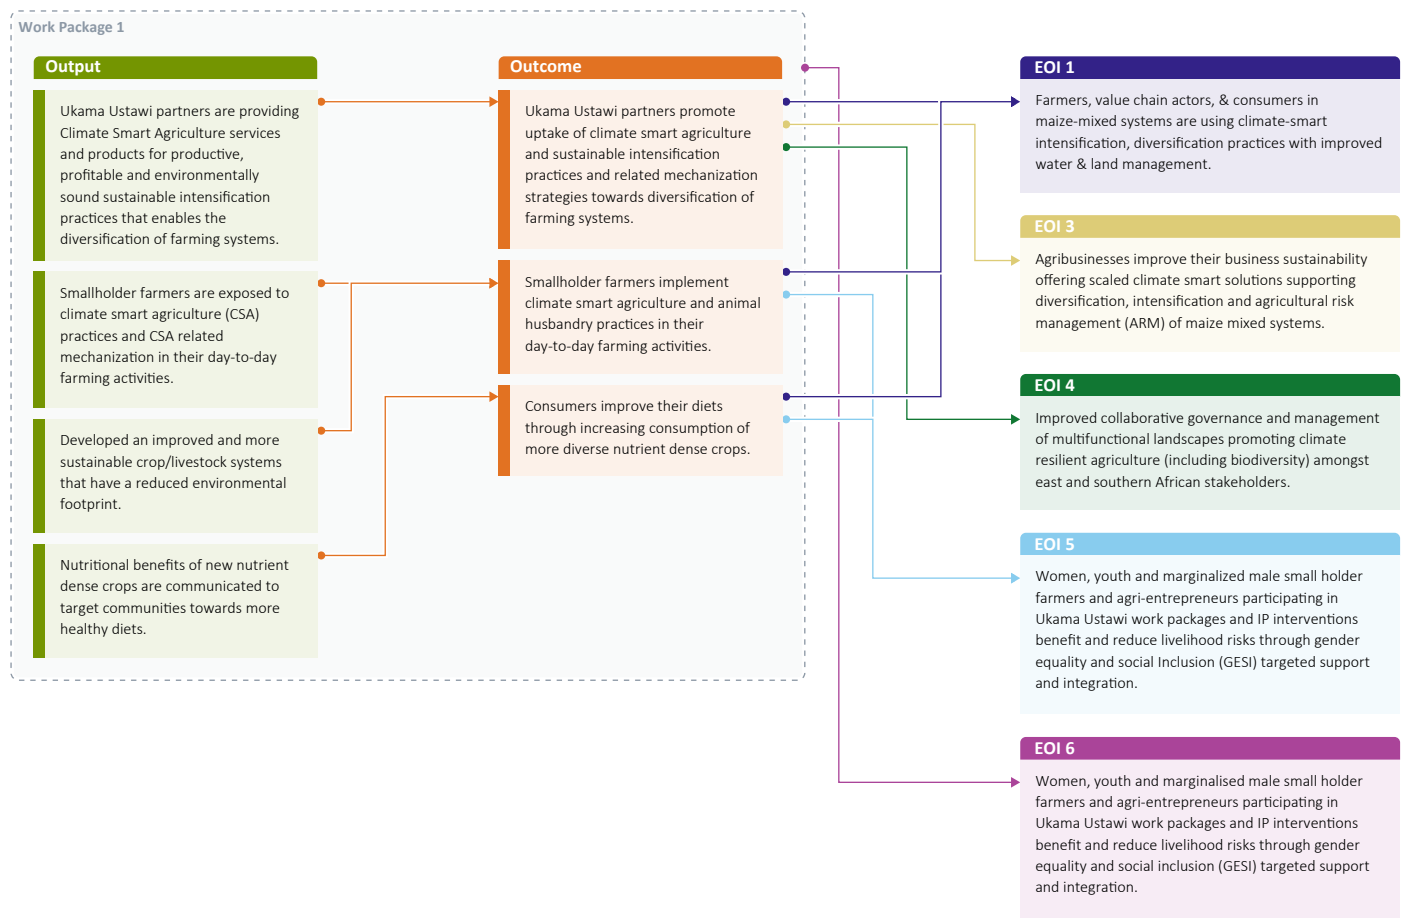 Work Package 1
Output
Ukama Ustawi partners are providing
Climate Smart Agriculture services
and products for productive,
profitable and environmentally
sound sustainable intensification
practices that enables the
diversification of farming systems.
Smallholder farmers are exposed to
climate smart agriculture (CSA)
practices and CSA related
mechanization in their day-to-day
farming activities.
Developed an improved and more
sustainable crop/livestock systems
that have a reduced environmental
footprint.
Nutritional benefits of new nutrient
dense crops are communicated to
target communities towards more
healthy diets.
Outcome
Ukama Ustawi partners promote
uptake of climate smart agriculture
and sustainable intensification
practices and related mechanization
strategies towards diversification of
farming systems.
Smallholder farmers implement
climate smart agriculture and animal
husbandry practices in their
day-to-day farming activities.
Consumers improve their diets
through increasing consumption of
more diverse nutrient dense crops.
EOI 1
Farmers, value chain actors, & consumers in
maize-mixed systems are using climate-smart
intensification, diversification practices with improved
water & land management.
EOI 3
Agribusinesses improve their business sustainability
offering scaled climate smart solutions supporting
diversification, intensification and agricultural risk
management (ARM) of maize mixed systems.
EOI 4
Improved collaborative governance and management
of multifunctional landscapes promoting climate
resilient agriculture (including biodiversity) amongst
east and southern African stakeholders.
EOI 5
Women, youth and marginalized male small holder
farmers and agri-entrepreneurs participating in
Ukama Ustawi work packages and IP interventions
benefit and reduce livelihood risks through gender
equality and social Inclusion (GESI) targeted support
and integration.
EOI 6
Women, youth and marginalised male small holder
farmers and agri-entrepreneurs participating in
Ukama Ustawi work packages and IP interventions
benefit and reduce livelihood risks through gender
equality and social inclusion (GESI) targeted support
and integration.